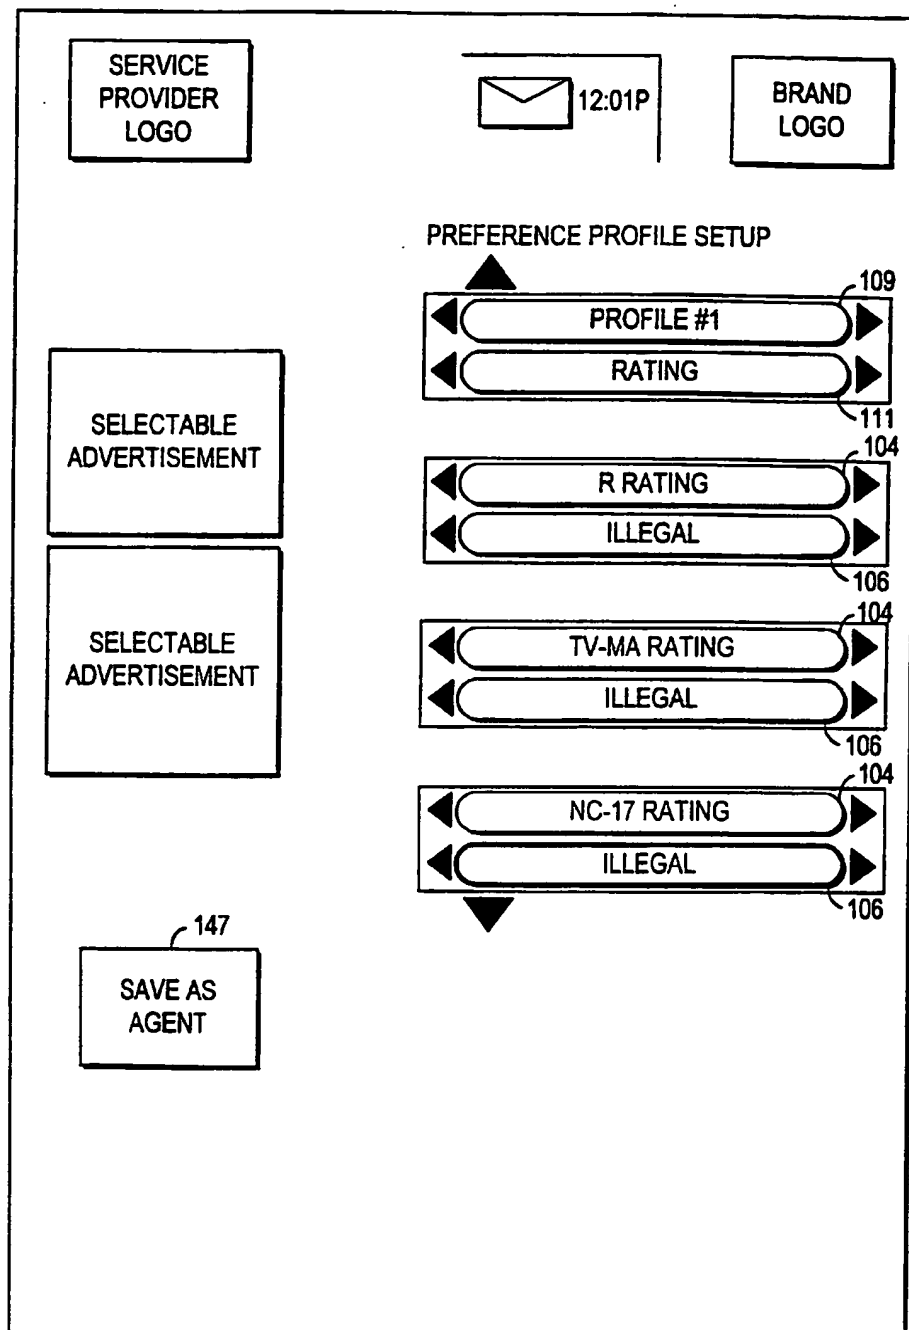 SERVICE
PROVIDER
LOGO
12:01P
BRAND
LOGO
PREFERENCE PROFILE SETUP
109
PROFILE #1
RATING
111
SELECTABLE
ADVERTISEMENT
104
R RATING
ILLEGAL
106
SELECTABLE
ADVERTISEMENT
104
TV-MA RATING
ILLEGAL
106
104
NC-17 RATING
ILLEGAL
106
147
SAVE AS
AGENT